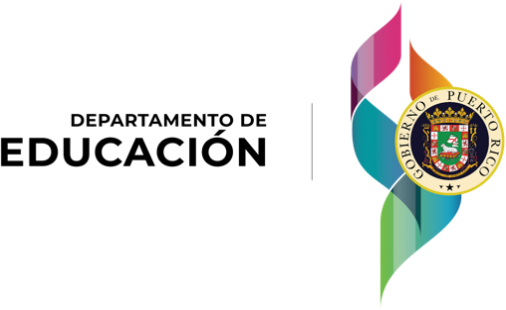 DEPARTAMENTO DE
EDUCACIÓN
GOBIERNO DE PUERTO RICO